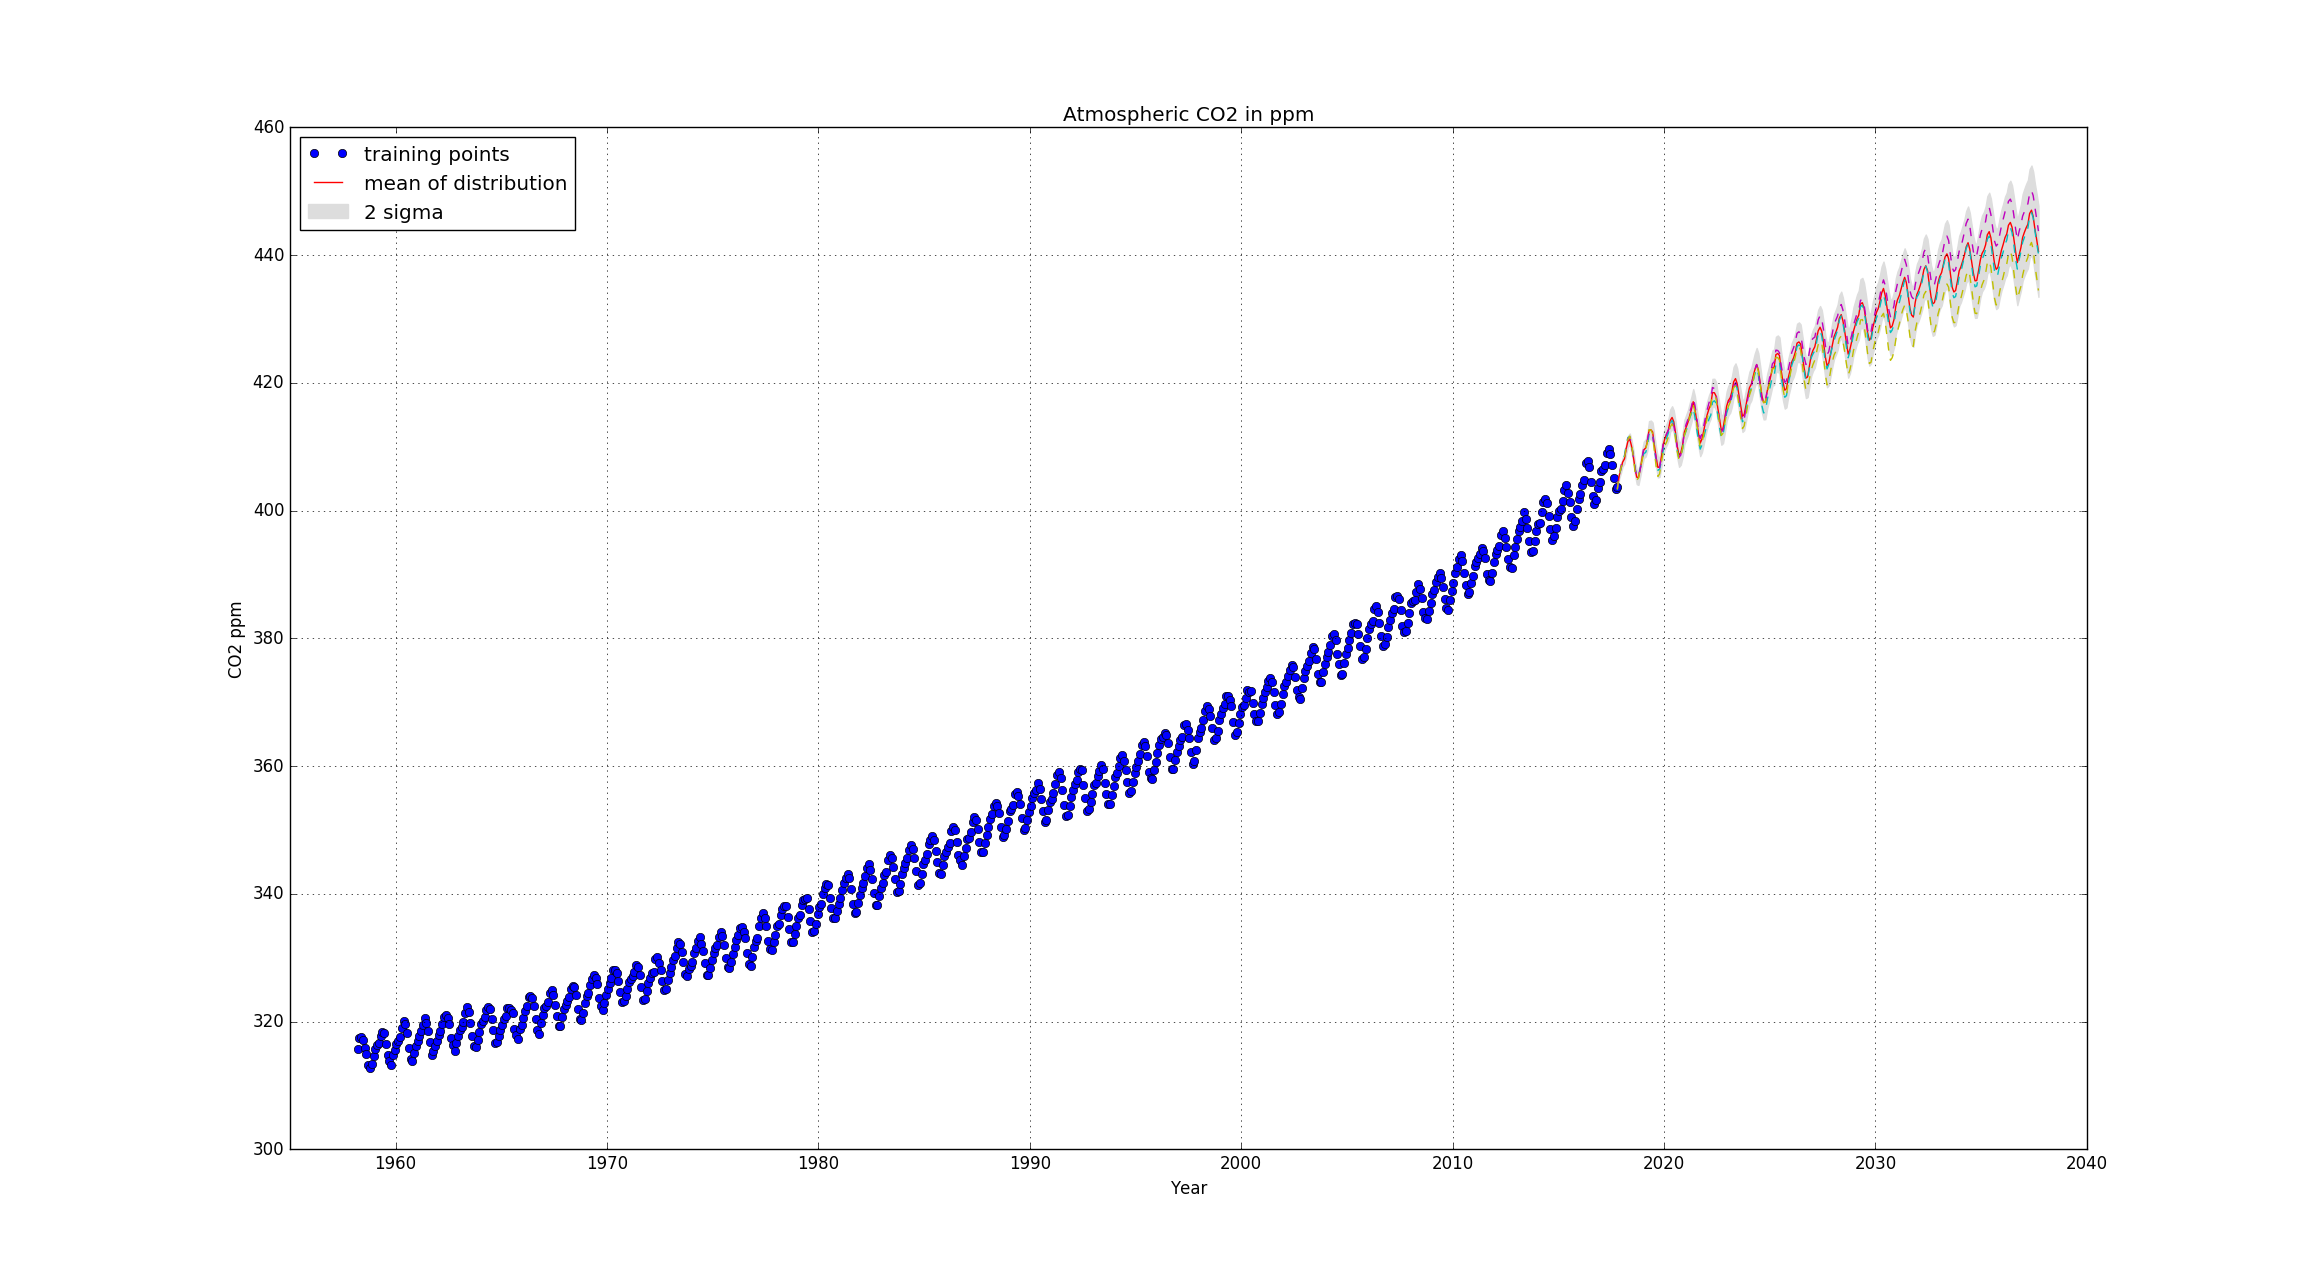 Atmospheric CO2 in ppm
training points
mean of distribution
2 sigma
460
440
420
400
380
360
340
320
300
CO2 ppm
1960 1970 1980 1990 2000 2010 2020 2030 2040
Year